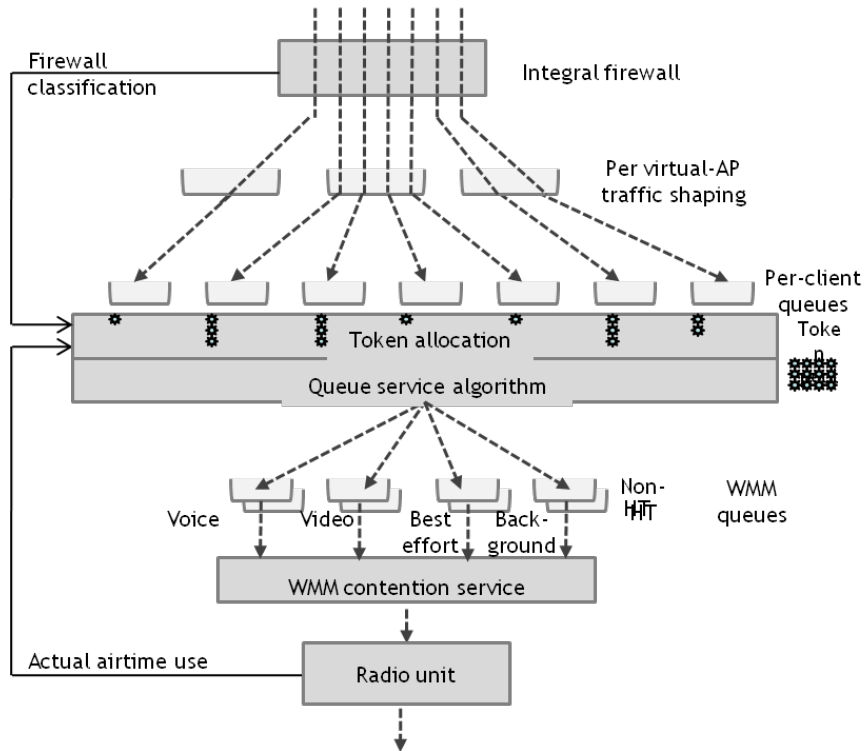 Firewall
classification
Integral firewall
Per virtual-AP
traffic shaping
Per-client
queues
Toke
n
Token allocation
Queue service algorithm
Voice
Video
Best
effort
Back-
ground
Non-
HT
HT
WMM
queues
WMM contention service
Actual airtime use
Radio unit